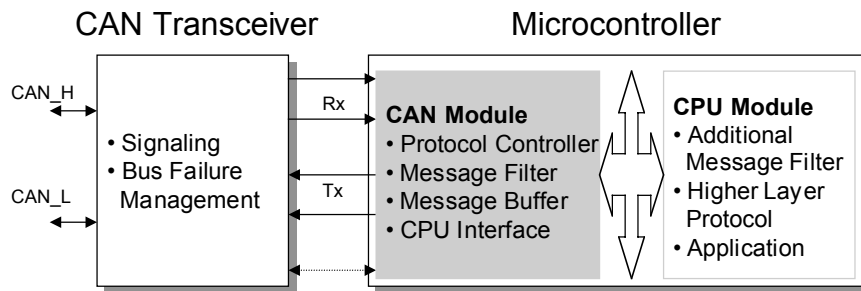 CAN Transceiver
Microcontroller
CAN_H
CAN_L
• Signaling
• Bus Failure
Management
Rx
Tx
CAN Module
• Protocol Controller
• Message Filter
• Message Buffer
• CPU Interface
CPU Module
• Additional
Message Filter
• Higher Layer
Protocol
• Application